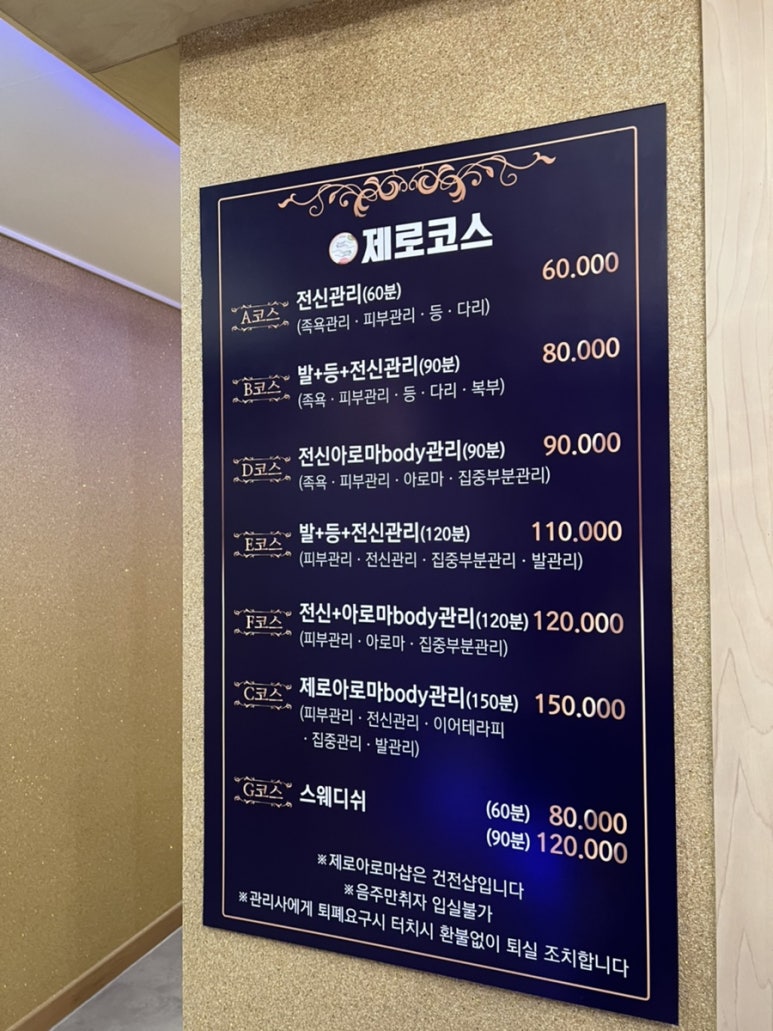 제로코스
A코스 전신관리(60분) 60.000
(족욕관리 · 피부관리 · 등 · 다리)
B코스 발+등+전신관리(90분) 80.000
(족욕 · 피부관리 · 등 · 다리 · 복부)
D코스 전신아로마body관리(90분) 90.000
(족욕 · 피부관리 · 아로마 · 집중부분관리)
E코스 발+등+전신관리(120분) 110.000
(피부관리 · 전신관리 · 집중부분관리 · 발관리)
F코스 전신+아로마body관리(120분) 120.000
(피부관리 · 아로마 · 집중부분관리)
C코스 제로아로마body관리(150분) 150.000
(피부관리 · 전신관리 · 이어테라피
· 집중관리 · 발관리)
G코스 스웨디쉬 (60분) 80.000
(90분) 120.000
※제로아로마샵은 건전샵입니다
※음주만취자 입실불가
※관리사에게 퇴폐요구시 터치시 환불없이 퇴실 조치합니다